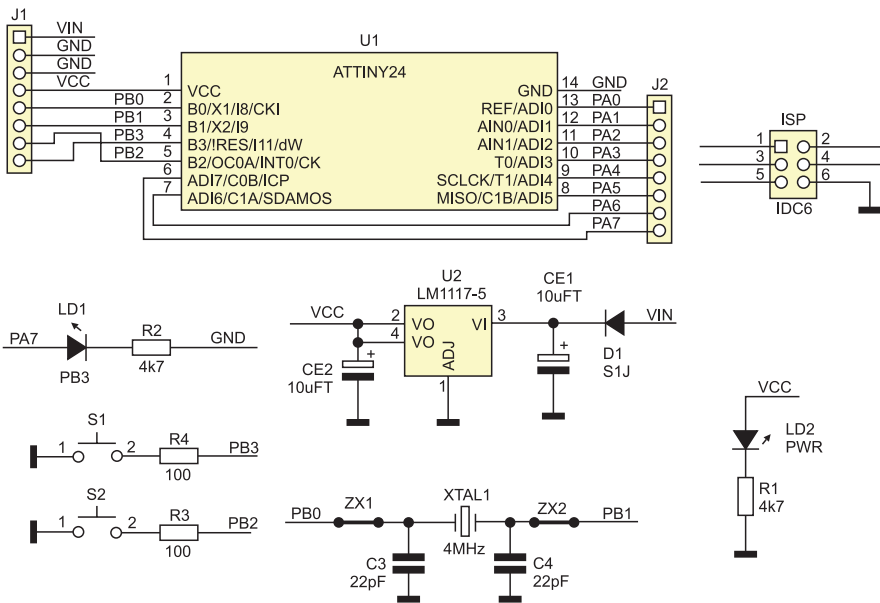 J1
VIN
GND
GND
VCC
PB0
PB1
PB3
PB2
U1
ATTINY24
1 VCC
2 B0/X1/I8/CKI
3 B1/X2/I9
4 B3/!RES/I11/dW
5 B2/OC0A/INT0/CK
6 ADI7/C0B/ICP
7 ADI6/C1A/SDAMOS
GND 14 GND
REF/ADI0 13 PA0
AIN0/ADI1 12 PA1
AIN1/ADI2 11 PA2
T0/ADI3 10 PA3
SCLCK/T1/ADI4 9 PA4
MISO/C1B/ADI5 8 PA5
PA6
PA7
J2
ISP
1 2
3 4
5 6
IDC6
LD1
PA7
PB3
R2
4k7
GND
U2
LM1117-5
VCC
2 VO
4 VO
VI 3
ADJ
1
CE2
10uFT
+
CE1
10uFT
+
D1
S1J
VIN
VCC
LD2
PWR
R1
4k7
S1
1 2
R4
100
PB3
S2
1 2
R3
100
PB2
PB0
ZX1
XTAL1
4MHz
ZX2
PB1
C3
22pF
C4
22pF